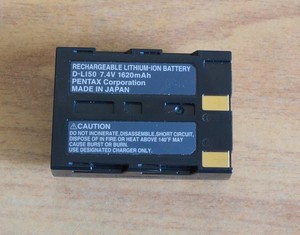 RECHARGEABLE LITHIUM-ION BATTERY
D-LI50 7.4V 1620mAh
PENTAX Corporation
MADE IN JAPAN
CAUTION
DO NOT INCINERATE, DISASSEMBLE, SHORT CIRCUIT,
DISPOSE IN FIRE OR HEAT ABOVE 140°F MAY
CAUSE BURST OR BURN.
USE DESIGNATED CHARGER ONLY.